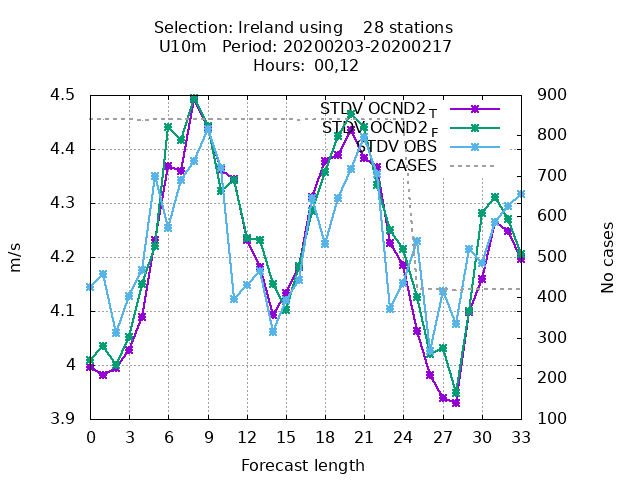 Selection: Ireland using    28 stations
U10m   Period: 20200203-20200217
Hours:  00,12
STDV OCND2 T
STDV OCND2 F
STDV OBS
CASES
4.5
4.4
4.3
4.2
4.1
4
3.9
m/s
900
800
700
600
500
400
300
200
100
No cases
0 3 6 9 12 15 18 21 24 27 30 33
Forecast length